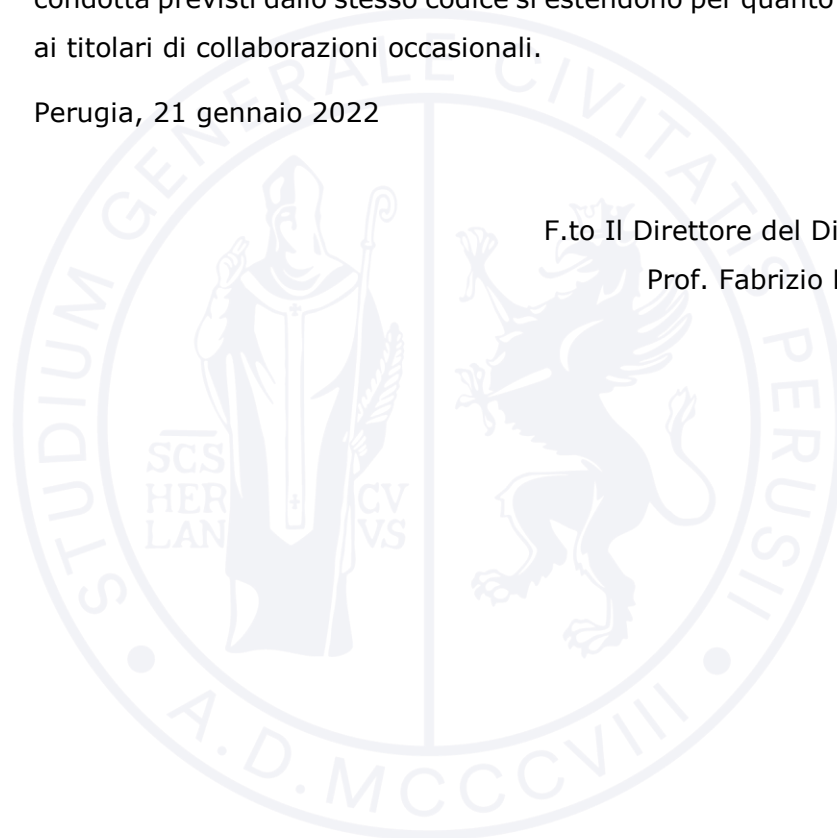 condotta previsti dallo stesso codice si estendono per quanto
ai titolari di collaborazioni occasionali.
Perugia, 21 gennaio 2022
F.to Il Direttore del Di
Prof. Fabrizio
STUDIUM GENERALE CIVITATIS PERUSII
SCS
HER
LAN
CV
VS
A.D. MCCCVIII